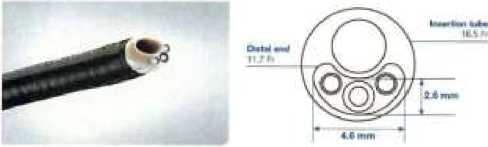 Insertion tube
16.5 Fr
Distal end
11.7 Fr
2.6 mm
4.6 mm